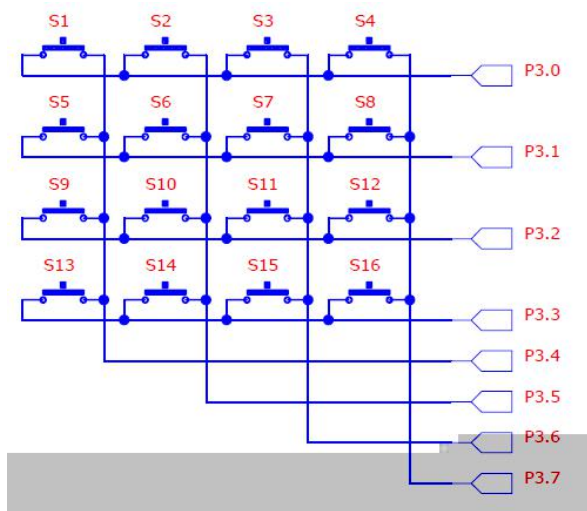 S1 S2 S3 S4
P3.0
S5 S6 S7 S8
P3.1
S9 S10 S11 S12
P3.2
S13 S14 S15 S16
P3.3
P3.4
P3.5
P3.6
P3.7